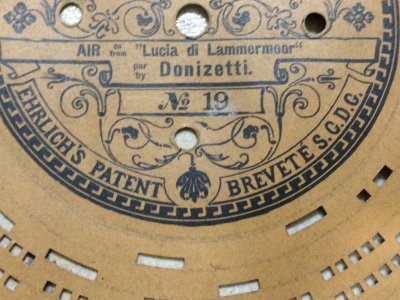 AIR de from "Lucia di Lammermoor"
par by Donizetti.
No 19
EHRLICH'S PATENT BREVETÉ S.G.D.G.